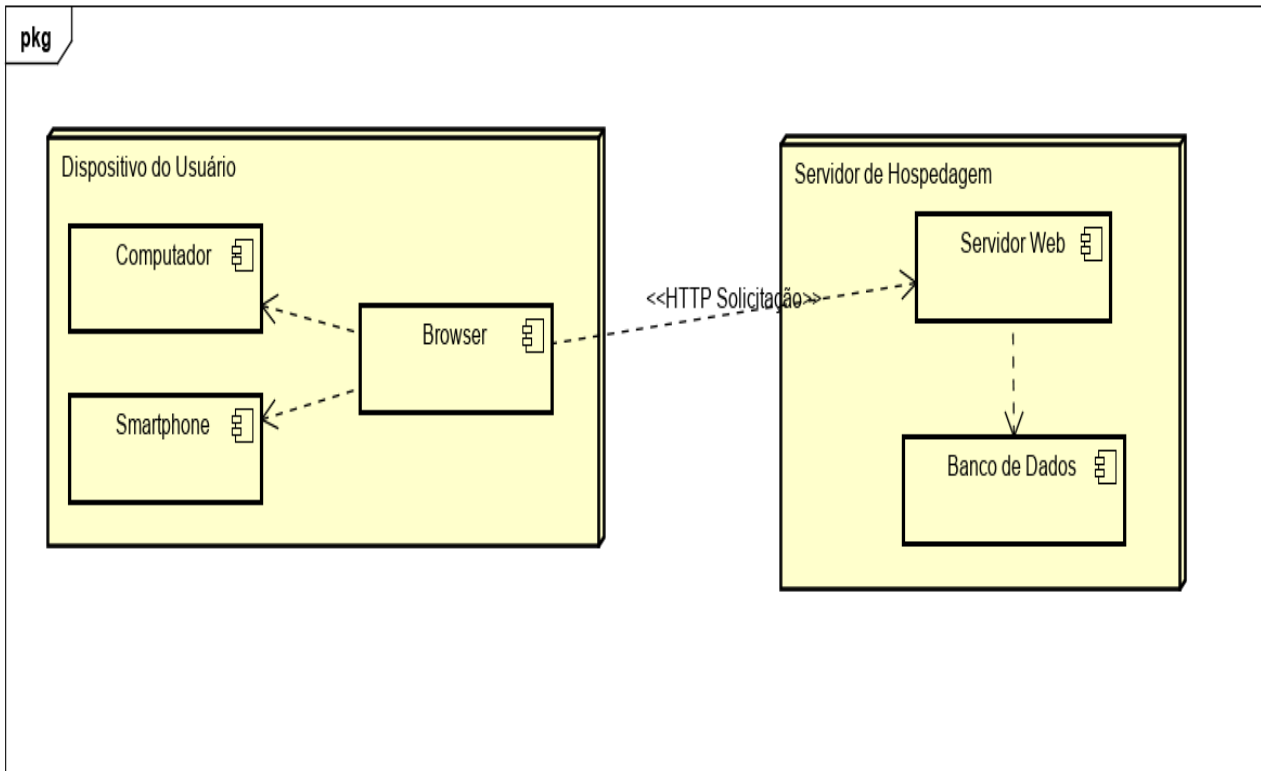 pkg
Dispositivo do Usuário
Computador
Browser
Smartphone
<<HTTP Solicitação>>
Servidor de Hospedagem
Servidor Web
Banco de Dados